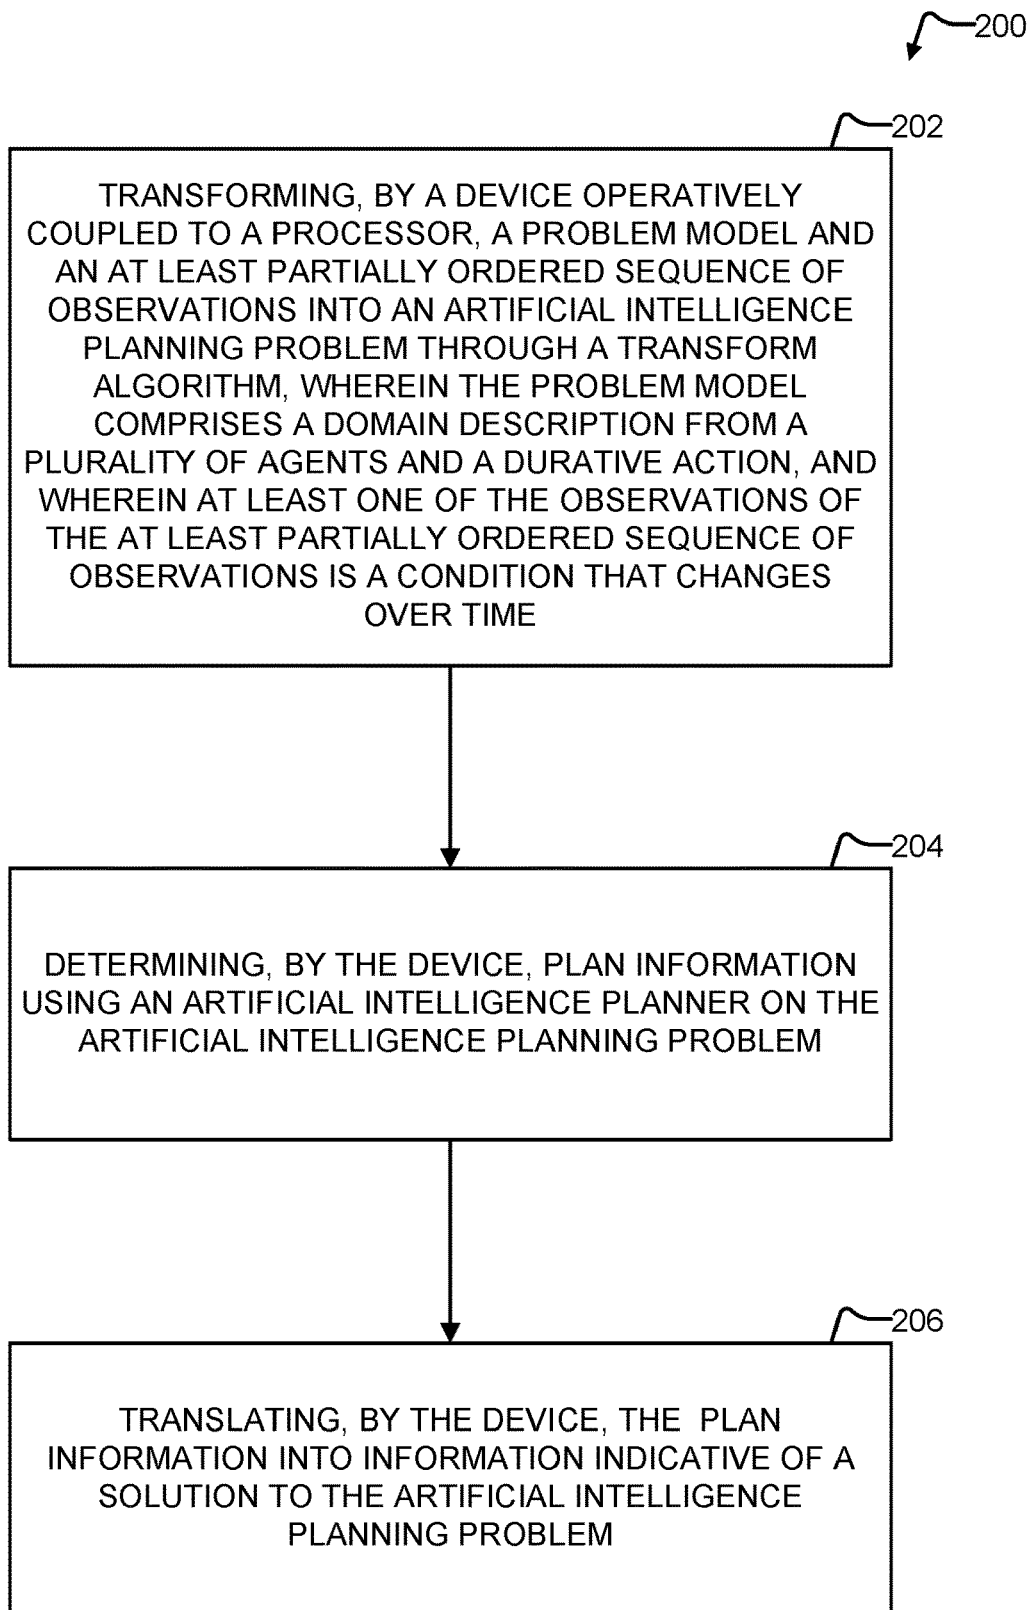 200
202
TRANSFORMING, BY A DEVICE OPERATIVELY
COUPLED TO A PROCESSOR, A PROBLEM MODEL AND
AN AT LEAST PARTIALLY ORDERED SEQUENCE OF
OBSERVATIONS INTO AN ARTIFICIAL INTELLIGENCE
PLANNING PROBLEM THROUGH A TRANSFORM
ALGORITHM, WHEREIN THE PROBLEM MODEL
COMPRISES A DOMAIN DESCRIPTION FROM A
PLURALITY OF AGENTS AND A DURATIVE ACTION, AND
WHEREIN AT LEAST ONE OF THE OBSERVATIONS OF
THE AT LEAST PARTIALLY ORDERED SEQUENCE OF
OBSERVATIONS IS A CONDITION THAT CHANGES
OVER TIME
204
DETERMINING, BY THE DEVICE, PLAN INFORMATION
USING AN ARTIFICIAL INTELLIGENCE PLANNER ON THE
ARTIFICIAL INTELLIGENCE PLANNING PROBLEM
206
TRANSLATING, BY THE DEVICE, THE PLAN
INFORMATION INTO INFORMATION INDICATIVE OF A
SOLUTION TO THE ARTIFICIAL INTELLIGENCE
PLANNING PROBLEM